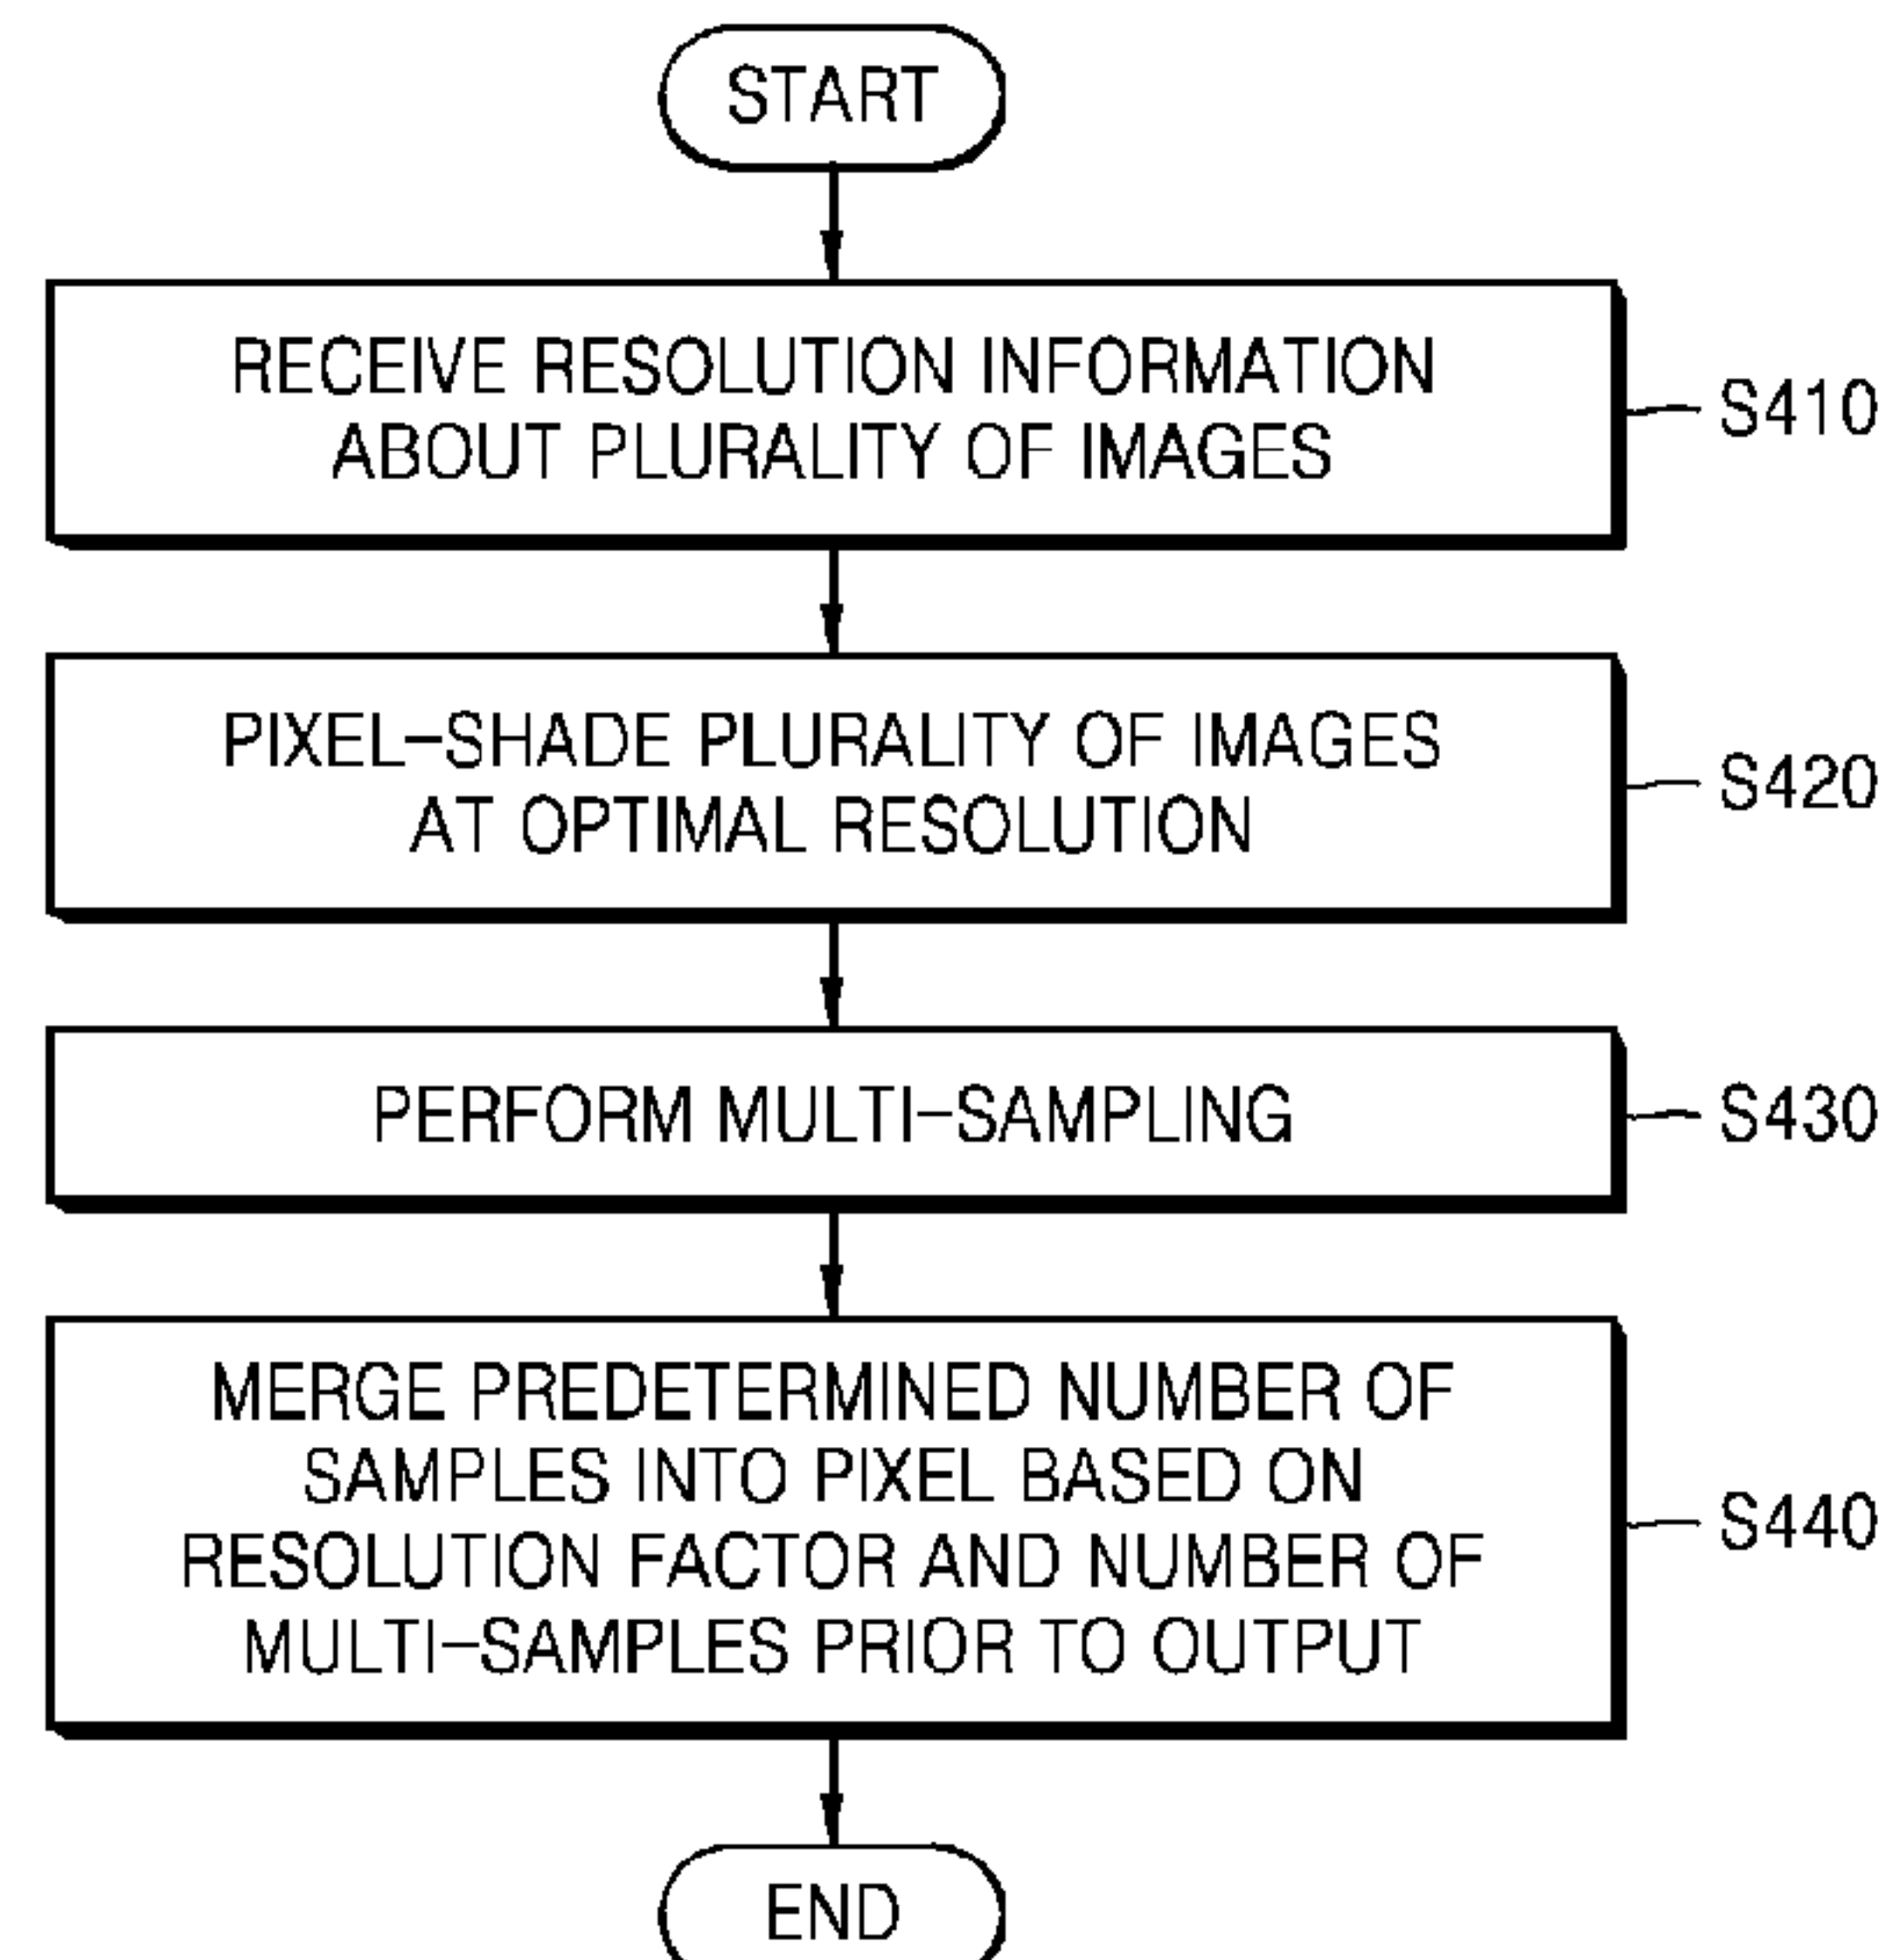 START
RECEIVE RESOLUTION INFORMATION
ABOUT PLURALITY OF IMAGES
S410
PIXEL-SHADE PLURALITY OF IMAGES
AT OPTIMAL RESOLUTION
S420
PERFORM MULTI-SAMPLING
S430
MERGE PREDETERMINED NUMBER OF
SAMPLES INTO PIXEL BASED ON
RESOLUTION FACTOR AND NUMBER OF
MULTI-SAMPLES PRIOR TO OUTPUT
S440
END